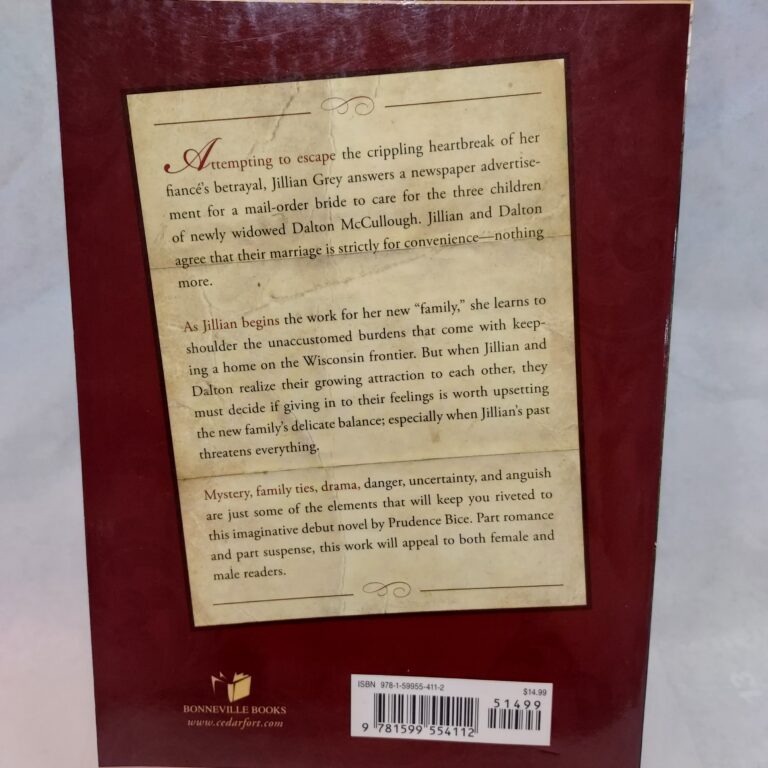 Attempting to escape the crippling heartbreak of her
fiancé's betrayal, Jillian Grey answers a newspaper advertise-
ment for a mail-order bride to care for the three children
of newly widowed Dalton McCullough. Jillian and Dalton
agree that their marriage is strictly for convenience—nothing
more.
As Jillian begins the work for her new "family," she learns to
shoulder the unaccustomed burdens that come with keep-
ing a home on the Wisconsin frontier. But when Jillian and
Dalton realize their growing attraction to each other, they
must decide if giving in to their feelings is worth upsetting
the new family's delicate balance; especially when Jillian's past
threatens everything.
Mystery, family ties, drama, danger, uncertainty, and anguish
are just some of the elements that will keep you riveted to
this imaginative debut novel by Prudence Bice. Part romance
and part suspense, this work will appeal to both female and
male readers.
BONNEVILLE BOOKS
www.cedarfort.com
ISBN 978-1-59955-411-2
$14.99
51499
9 781599 554112